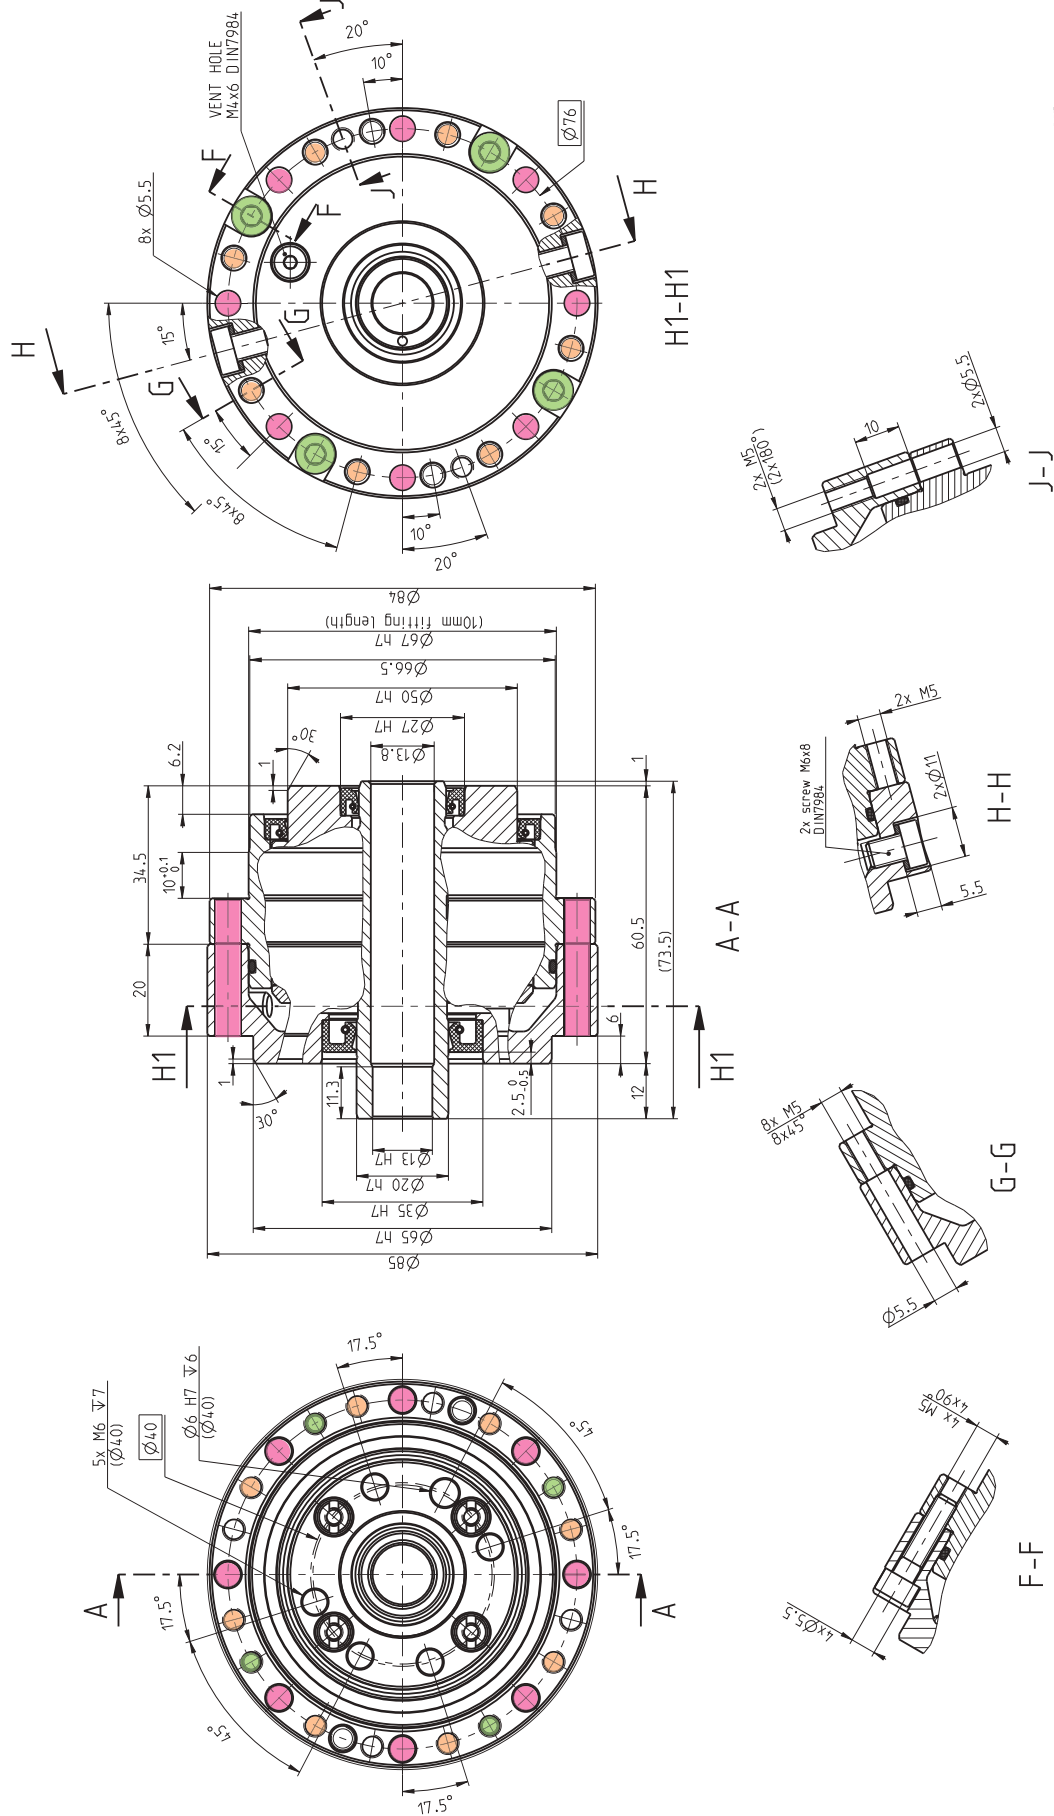 J
20°
10°
VENT HOLE
M4x6 DIN7984
F
8x Ø5.5
F
J
Ø76
H
H
G
G
15°
8x45°
15°
8x45°
10°
20°
H1-H1
2xØ5.5
10
2x M5
(2x180°)
J-J
Ø84
(10mm fitting length)
Ø67 h7
Ø66.5
Ø50 h7
Ø27 H7
Ø13.8
30°
1
6.2
34.5
10+0.1 0
20
1
60.5
(73.5)
A-A
H1
H1
1
30°
11.3
2.5 0 -0.5
6
12
Ø13 H7
Ø20 h7
Ø35 H7
Ø65 h7
Ø85
2x M5
2x screw M6x8
DIN7984
2xØ11
5.5
H-H
8x M5
8x45°
Ø5.5
G-G
17.5°
5x M6 ↧7
(Ø40)
Ø40
Ø6 H7 ↧6
(Ø40)
45°
17.5°
A
A
17.5°
45°
17.5°
4x M5
4x90°
4xØ5.5
F-F